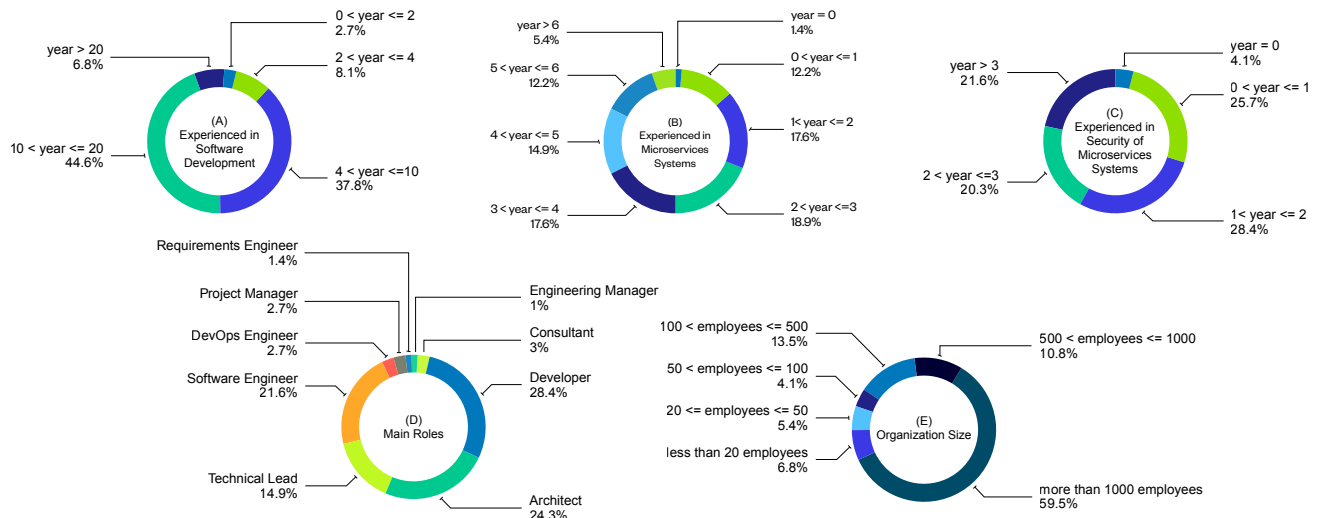 0 < year <= 2
2.7%
year > 20
6.8%
2 < year <= 4
8.1%
10 < year <= 20
44.6%
(A)
Experienced in
Software
Development
4 < year <=10
37.8%
year = 0
1.4%
year > 6
5.4%
0 < year <= 1
12.2%
5 < year <= 6
12.2%
1< year <= 2
17.6%
4 < year <= 5
14.9%
(B)
Experienced in
Microservices
Systems
3 < year <= 4
17.6%
2 < year <=3
18.9%
year = 0
4.1%
year > 3
21.6%
0 < year <= 1
25.7%
(C)
Experienced in
Security of
Microservices
Systems
2 < year <=3
20.3%
1< year <= 2
28.4%
Requirements Engineer
1.4%
Project Manager
2.7%
Engineering Manager
1%
DevOps Engineer
2.7%
Consultant
3%
Software Engineer
21.6%
Developer
28.4%
(D)
Main Roles
Technical Lead
14.9%
Architect
24.3%
100 < employees <= 500
13.5%
500 < employees <= 1000
10.8%
50 < employees <= 100
4.1%
20 <= employees <= 50
5.4%
(E)
Organization Size
less than 20 employees
6.8%
more than 1000 employees
59.5%